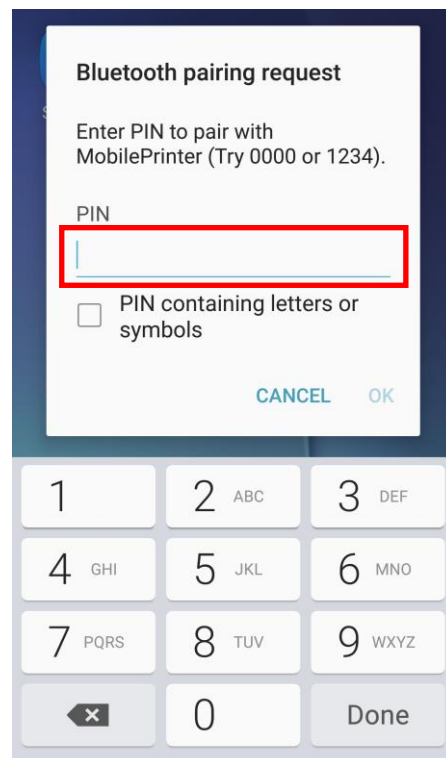 Bluetooth pairing request
Enter PIN to pair with
MobilePrinter (Try 0000 or 1234).
PIN
PIN containing letters or
symbols
CANCEL OK
1 2 ABC 3 DEF
4 GHI 5 JKL 6 MNO
7 PQRS 8 TUV 9 WXYZ
0 Done